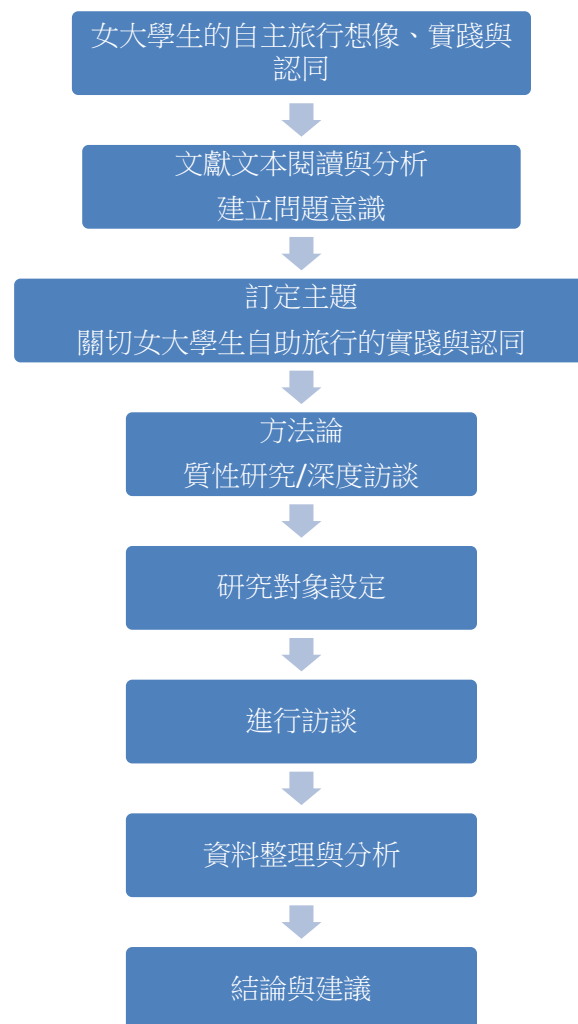 女大學生的自主旅行想像、實踐與
認同
文獻文本閱讀與分析
建立問題意識
訂定主題
關切女大學生自助旅行的實踐與認同
方法論
質性研究/深度訪談
研究對象設定
進行訪談
資料整理與分析
結論與建議